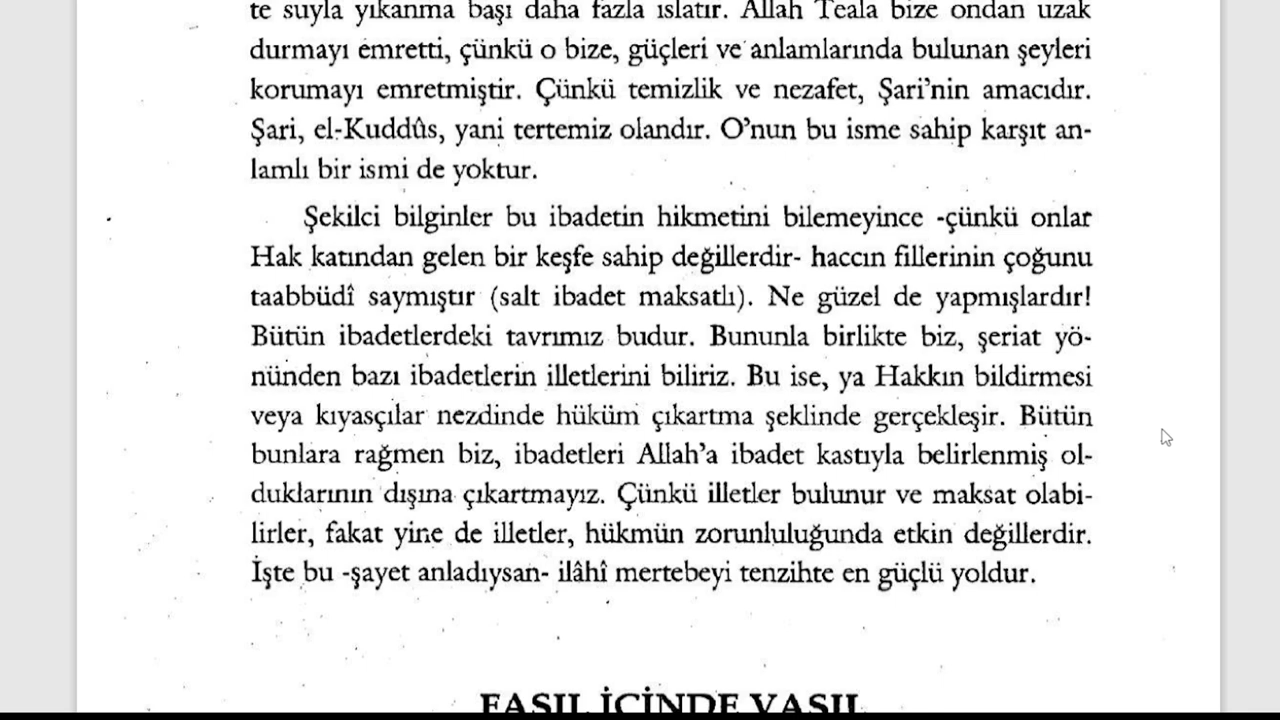 te suyla yıkanma başı daha fazla ıslatır. Allah Teala bize ondan uzak
durmayı emretti, çünkü o bize, güçleri ve anlamlarında bulunan şeyleri
korumayı emretmiştir. Çünkü temizlik ve nezafet, Şari’nin amacıdır.
Şari, el-Kuddûs, yani tertemiz olandır. O’nun bu isme sahip karşıt an-
lamlı bir ismi de yoktur.
Şekilci bilginler bu ibadetin hikmetini bilemeyince -çünkü onlar
Hak katından gelen bir keşfe sahip değillerdir- haccın fillerinin çoğunu
taabbüdî saymıştır (salt ibadet maksatlı). Ne güzel de yapmışlardır!
Bütün ibadetlerdeki tavrımız budur. Bununla birlikte biz, şeriat yö-
nünden bazı ibadetlerin illetlerini biliriz. Bu ise, ya Hakkın bildirmesi
veya kıyasçılar nezdinde hüküm çıkartma şeklinde gerçekleşir. Bütün
bunlara rağmen biz, ibadetleri Allah’a ibadet kastıyla belirlenmiş ol-
duklarının dışına çıkartmayız. Çünkü illetler bulunur ve maksat olabi-
lirler, fakat yine de illetler, hükmün zorunluluğunda etkin değillerdir.
İşte bu -şayet anladıysan- ilâhî mertebeyi tenzihte en güçlü yoldur.
FASIL İÇİNDE VASIL